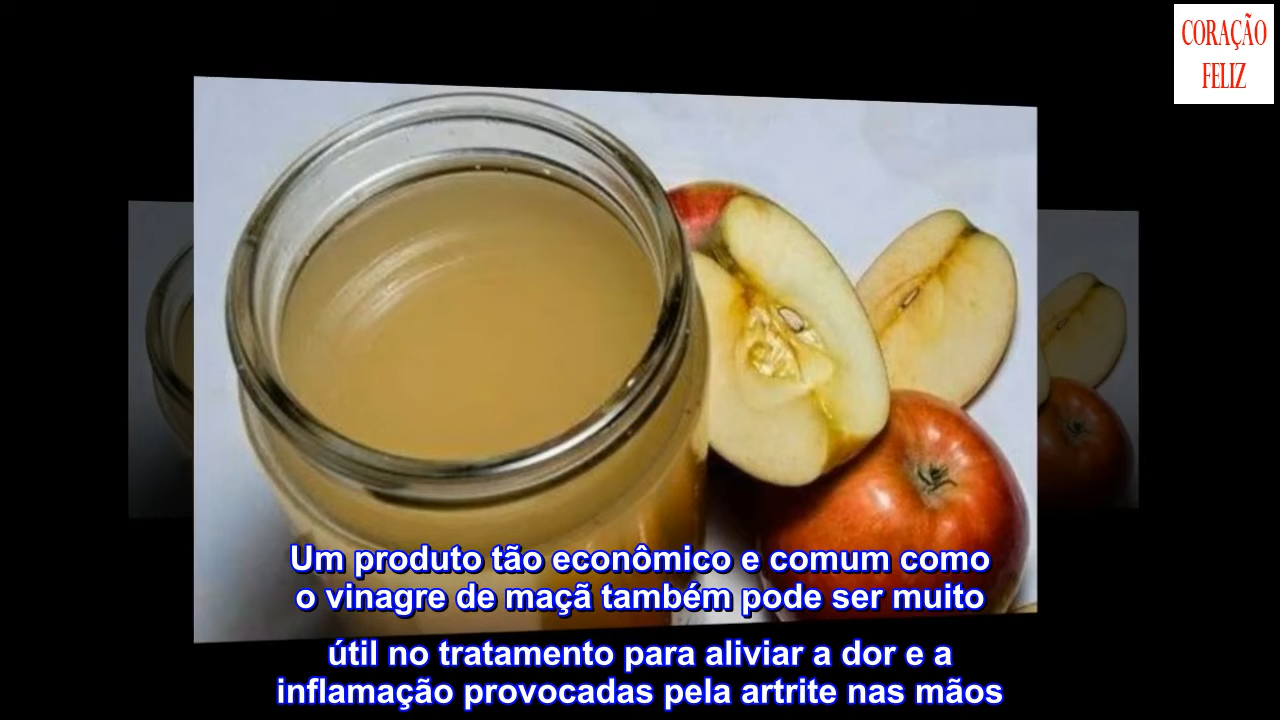 CORAÇÃO
FELIZ
Um produto tão econômico e comum como
o vinagre de maçã também pode ser muito
útil no tratamento para aliviar a dor e a
inflamação provocadas pela artrite nas mãos